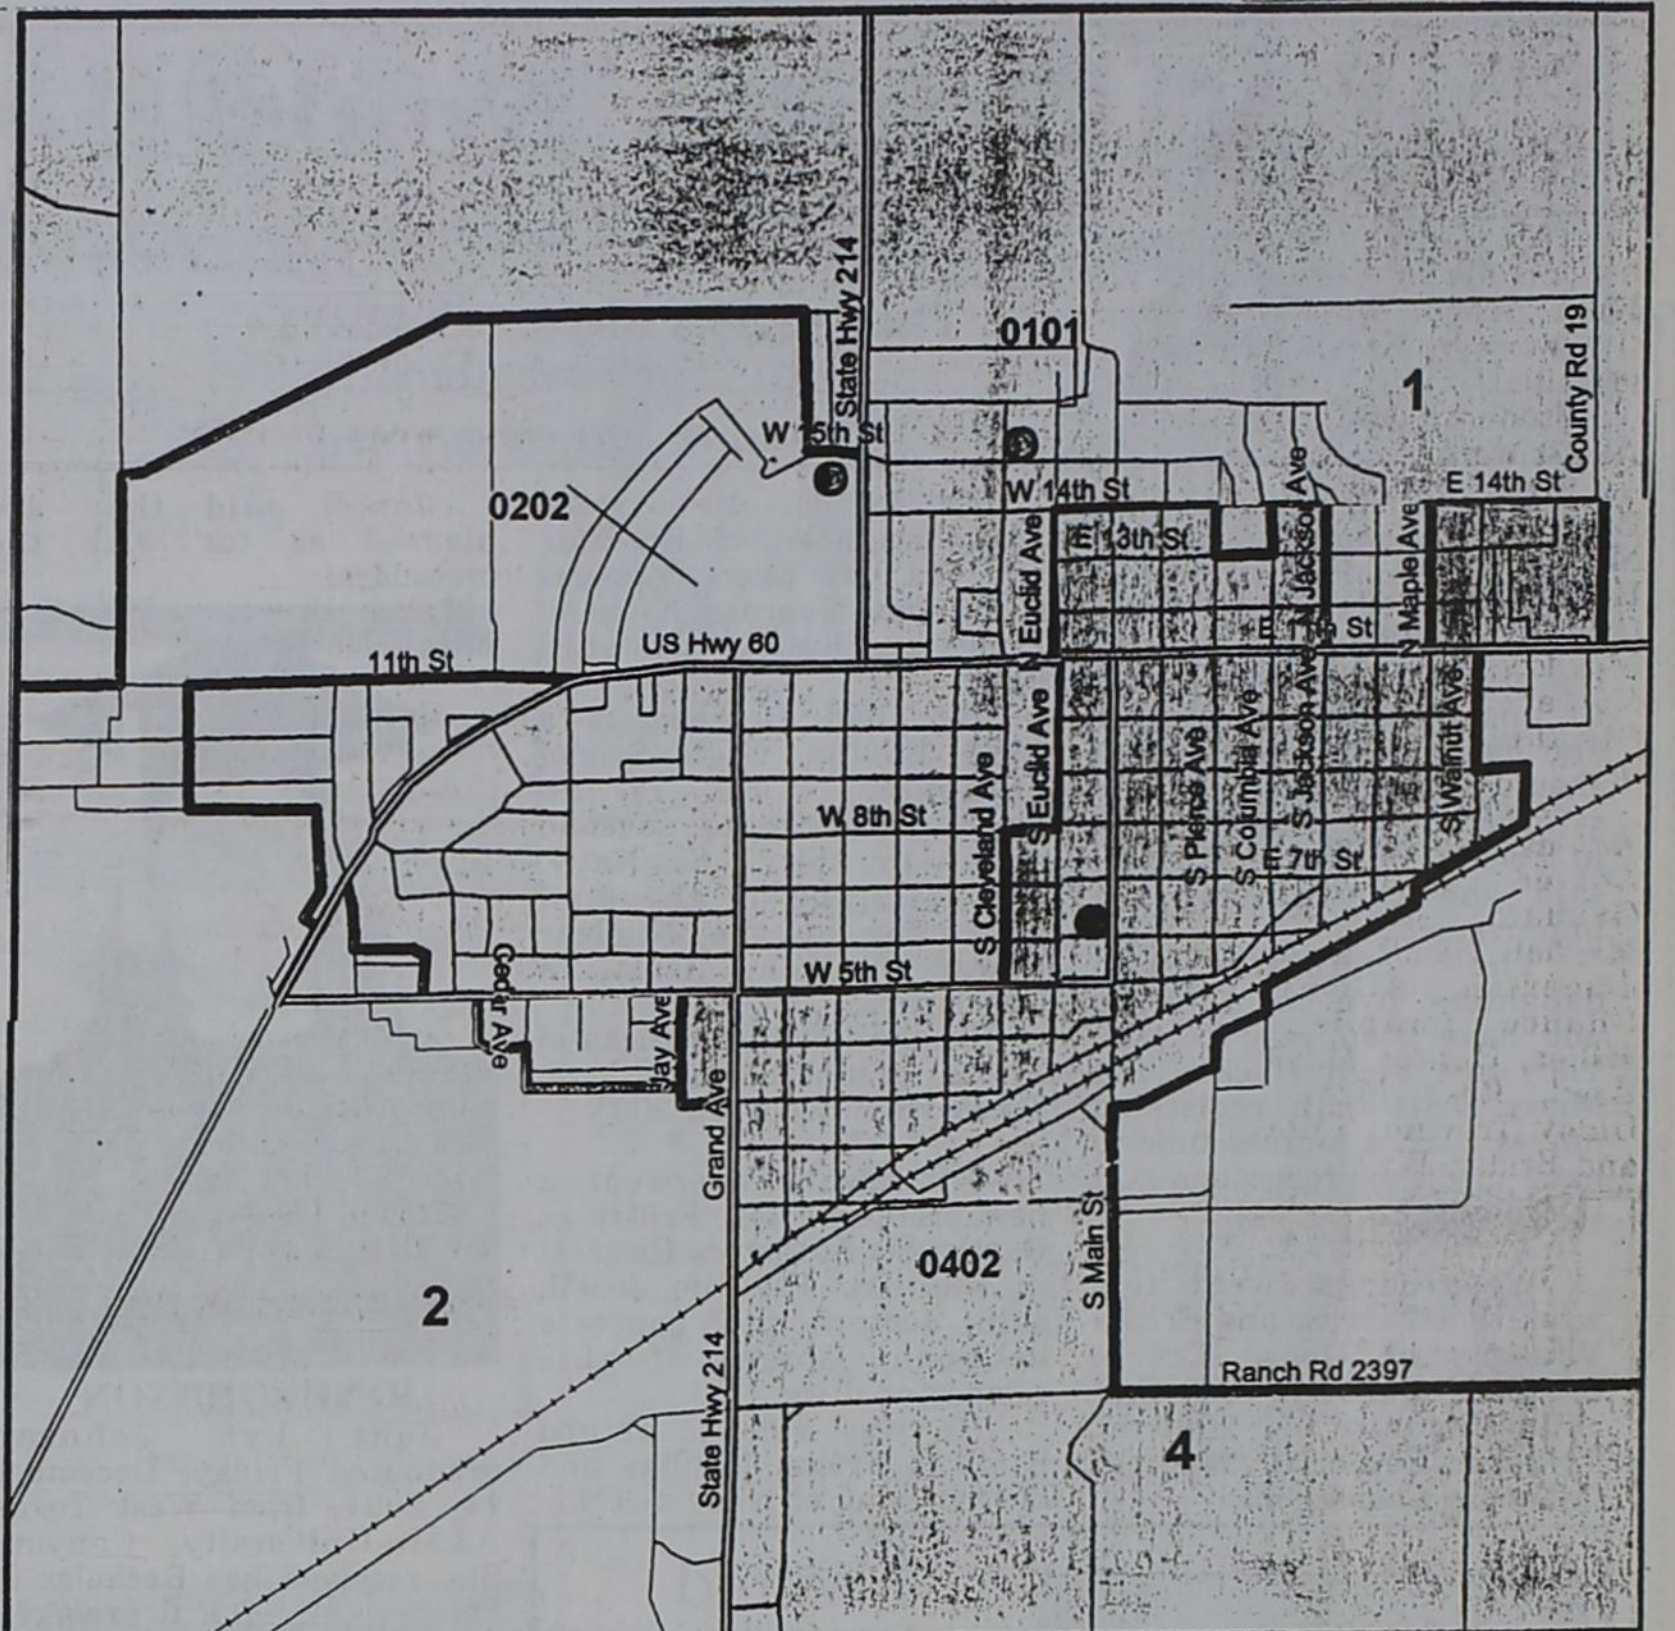 State Hwy 214
0101
1
County Rd 19
W 15th St
0202
W 14th St
E 14th St
E 13th St
N Euclid Ave
N Jackson Ave
N Maple Ave
St
US Hwy 60
11th St
S Euclid Ave
S Cleveland Ave
S Pierce Ave
S Columbia Ave
S Jackson Ave
S Walnut Ave
W 8th St
E 7th St
W 5th St
Cedar Ave
Jay Ave
Grand Ave
S Main St
0402
2
Ranch Rd 2397
State Hwy 214
4